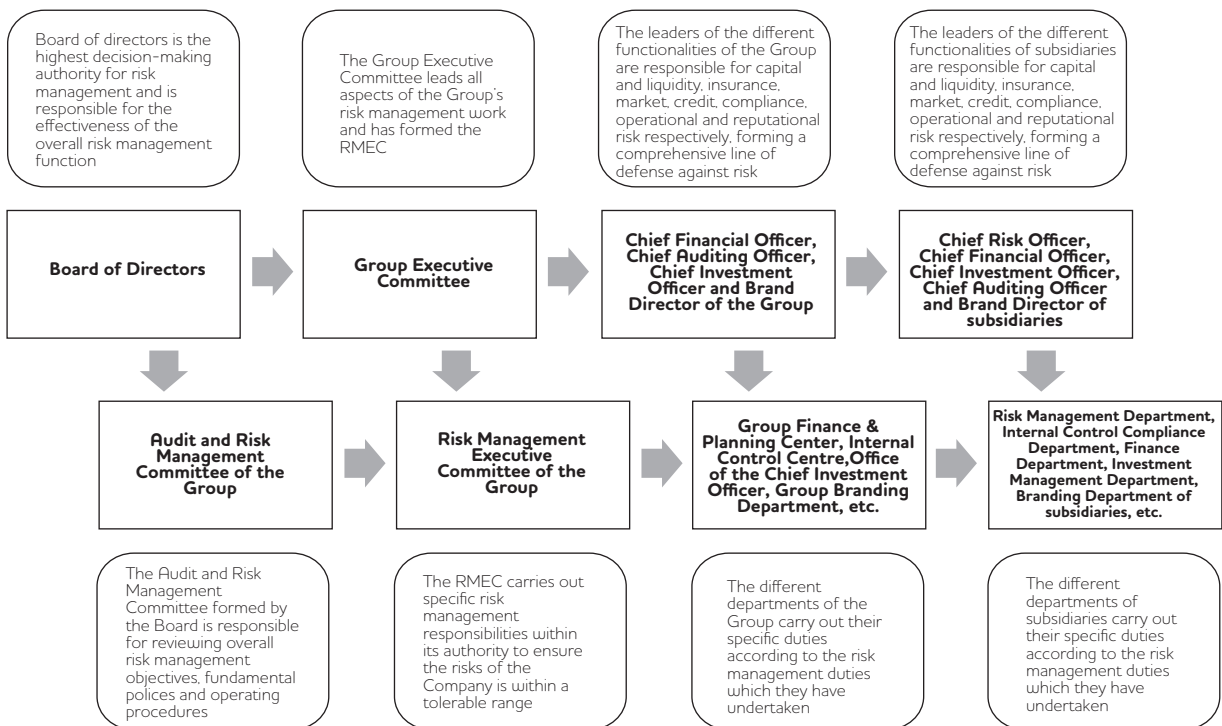 Board of directors is the
highest decision-making
authority for risk
management and is
responsible for the
effectiveness of the
overall risk management
function
The Group Executive
Committee leads all
aspects of the Group's
risk management work
and has formed the
RMEC
The leaders of the different
functionalities of the Group
are responsible for capital
and liquidity, insurance,
market, credit, compliance,
operational and reputational
risk respectively, forming a
comprehensive line of
defense against risk
The leaders of the different
functionalities of subsidiaries
are responsible for capital
and liquidity, insurance,
market, credit, compliance,
operational and reputational
risk respectively, forming a
comprehensive line of
defense against risk
Board of Directors
Group Executive
Committee
Chief Financial Officer,
Chief Auditing Officer,
Chief Investment
Officer and Brand
Director of the Group
Chief Risk Officer,
Chief Financial Officer,
Chief Investment Officer,
Chief Auditing Officer
and Brand Director of
subsidiaries
Audit and Risk
Management
Committee of the
Group
Risk Management
Executive
Committee of the
Group
Group Finance &
Planning Center, Internal
Control Centre,Office
of the Chief Investment
Officer, Group Branding
Department, etc.
Risk Management Department,
Internal Control Compliance
Department, Finance
Department, Investment
Management Department,
Branding Department of
subsidiaries, etc.
The Audit and Risk
Management
Committee formed by
the Board is responsible
for reviewing overall
risk management
objectives, fundamental
polices and operating
procedures
The RMEC carries out
specific risk
management
responsibilities within
its authority to ensure
the risks of the
Company is within a
tolerable range
The different
departments of the
Group carry out their
specific duties
according to the risk
management duties
which they have
undertaken
The different
departments of
subsidiaries carry out
their specific duties
according to the risk
management duties
which they have
undertaken